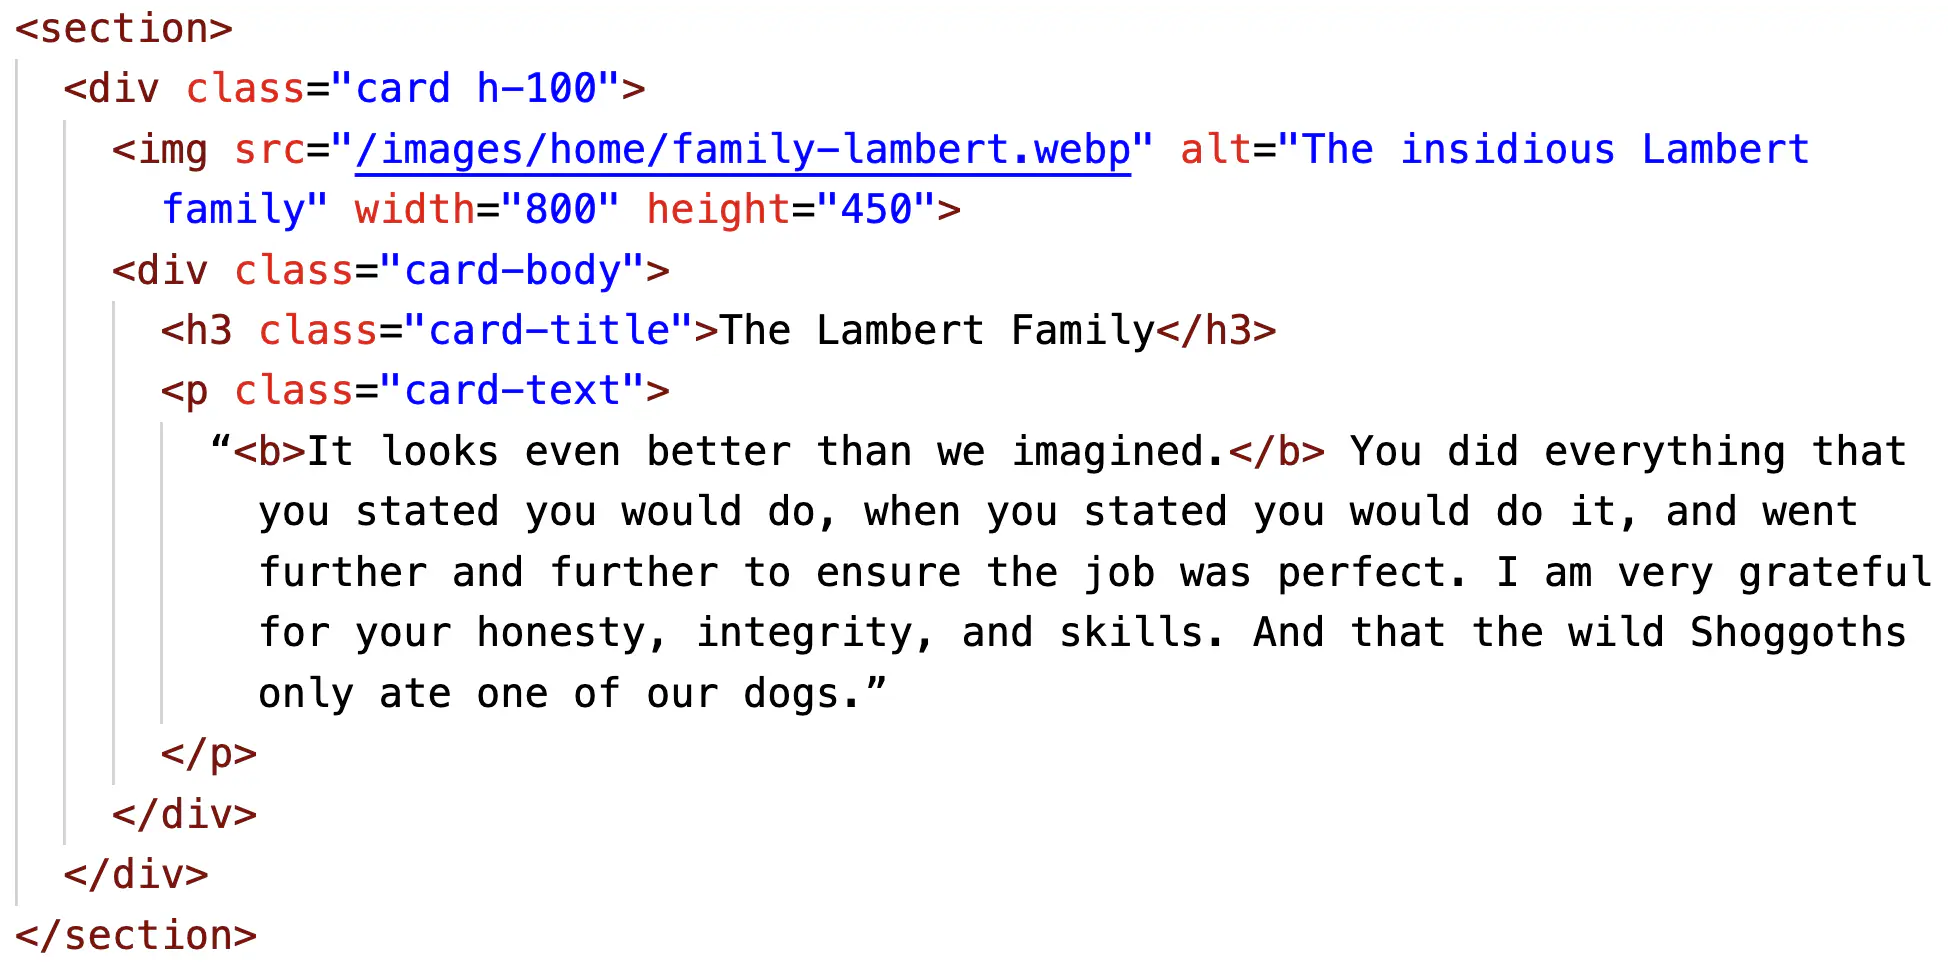 <section>
<div class="card h-100">
<img src="/images/home/family-lambert.webp" alt="The insidious Lambert
family" width="800" height="450">
<div class="card-body">
<h3 class="card-title">The Lambert Family</h3>
<p class="card-text">
“<b>It looks even better than we imagined.</b> You did everything that
you stated you would do, when you stated you would do it, and went
further and further to ensure the job was perfect. I am very grateful
for your honesty, integrity, and skills. And that the wild Shoggoths
only ate one of our dogs.”
</p>
</div>
</div>
</section>